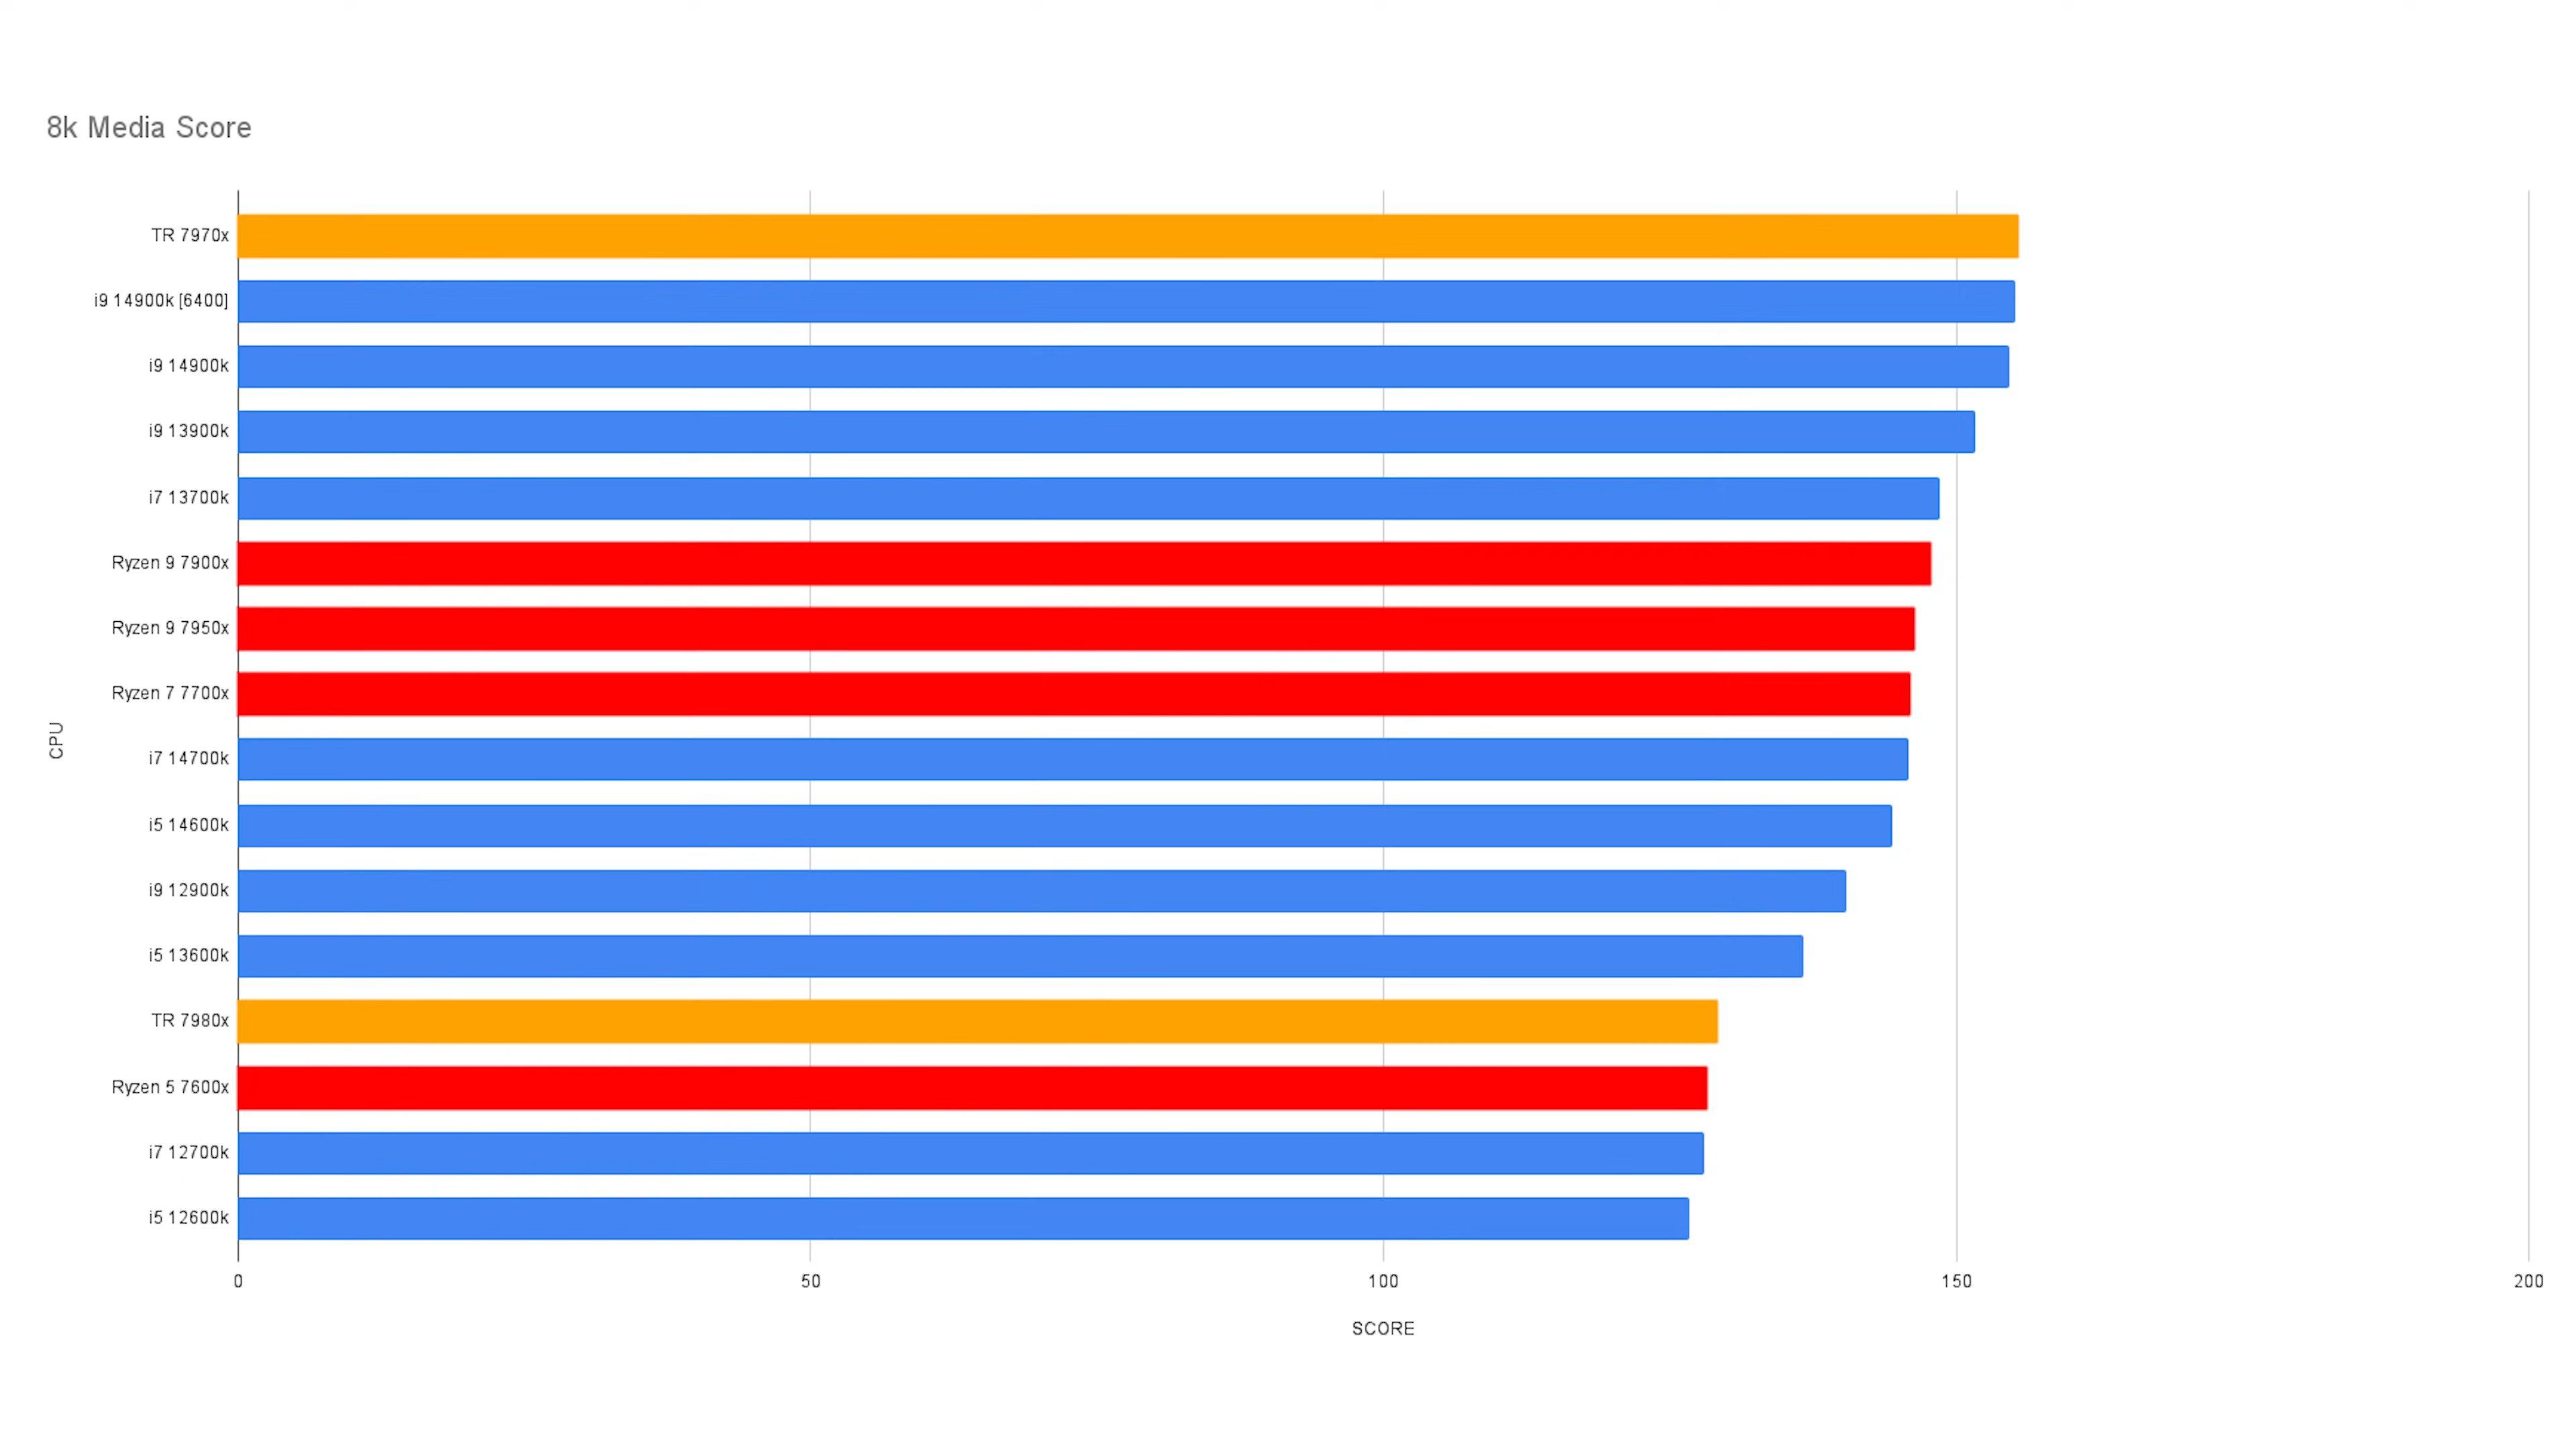 8k Media Score
TR 7970x
i9 14900k [6400]
i9 14900k
i9 13900k
i7 13700k
Ryzen 9 7900x
Ryzen 9 7950x
Ryzen 7 7700x
CPU
i7 14700k
i5 14600k
i9 12900k
i5 13600k
TR 7980x
Ryzen 5 7600x
i7 12700k
i5 12600k
0 50 100 150 200
SCORE